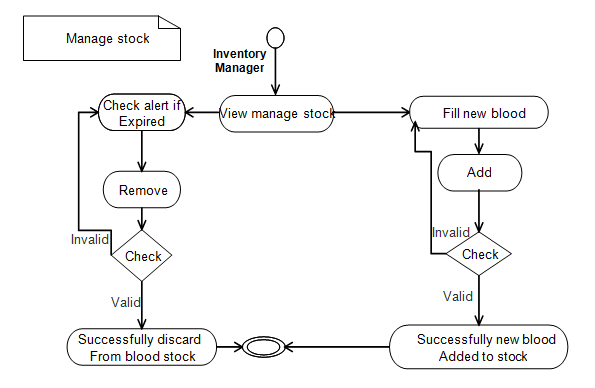 Manage stock
Inventory
Manager
Check alert if
Expired
View manage stock
Fill new blood
Remove
Add
Invalid
Check
Invalid
Check
Valid
Valid
Successfully discard
From blood stock
Successfully new blood
Added to stock